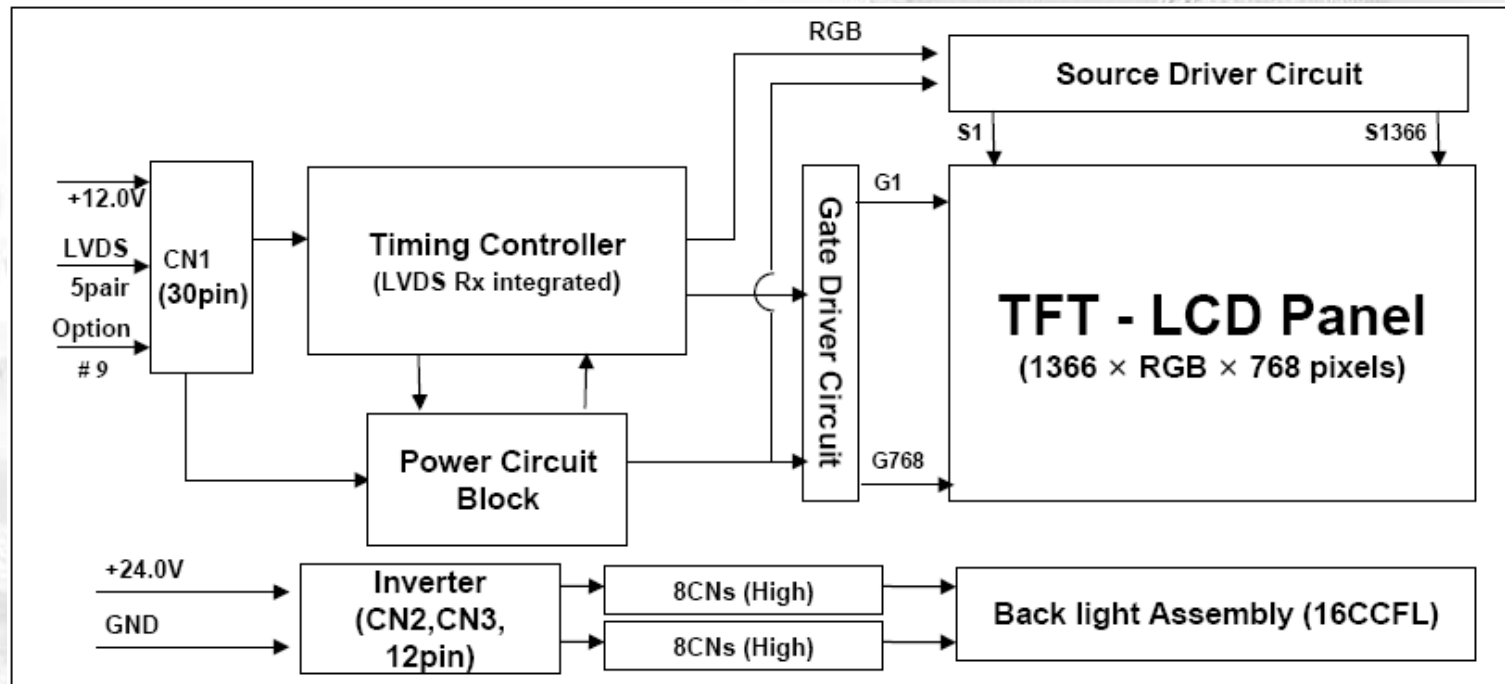 RGB
Source Driver Circuit
S1
S1366
+12.0V
LVDS
5pair
Option
# 9
CN1
(30pin)
Timing Controller
(LVDS Rx integrated)
Gate Driver Circuit
G1
G768
TFT - LCD Panel
(1366 × RGB × 768 pixels)
Power Circuit
Block
+24.0V
GND
Inverter
(CN2,CN3,
12pin)
8CNs (High)
8CNs (High)
Back light Assembly (16CCFL)